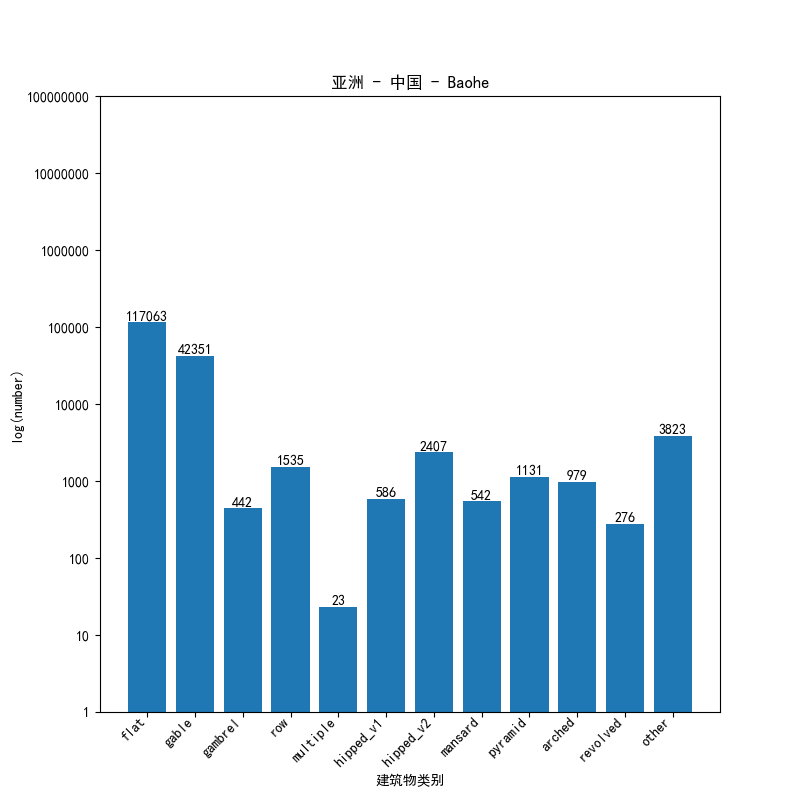 亚洲 - 中国 - Baohe
100000000
10000000
1000000
100000
10000
1000
100
10
1
log(number)
117063
42351
442
1535
23
586
2407
542
1131
979
276
3823
flat
gable
gambrel
row
multiple
hipped_v1
hipped_v2
mansard
pyramid
arched
revolved
other
建筑物类别